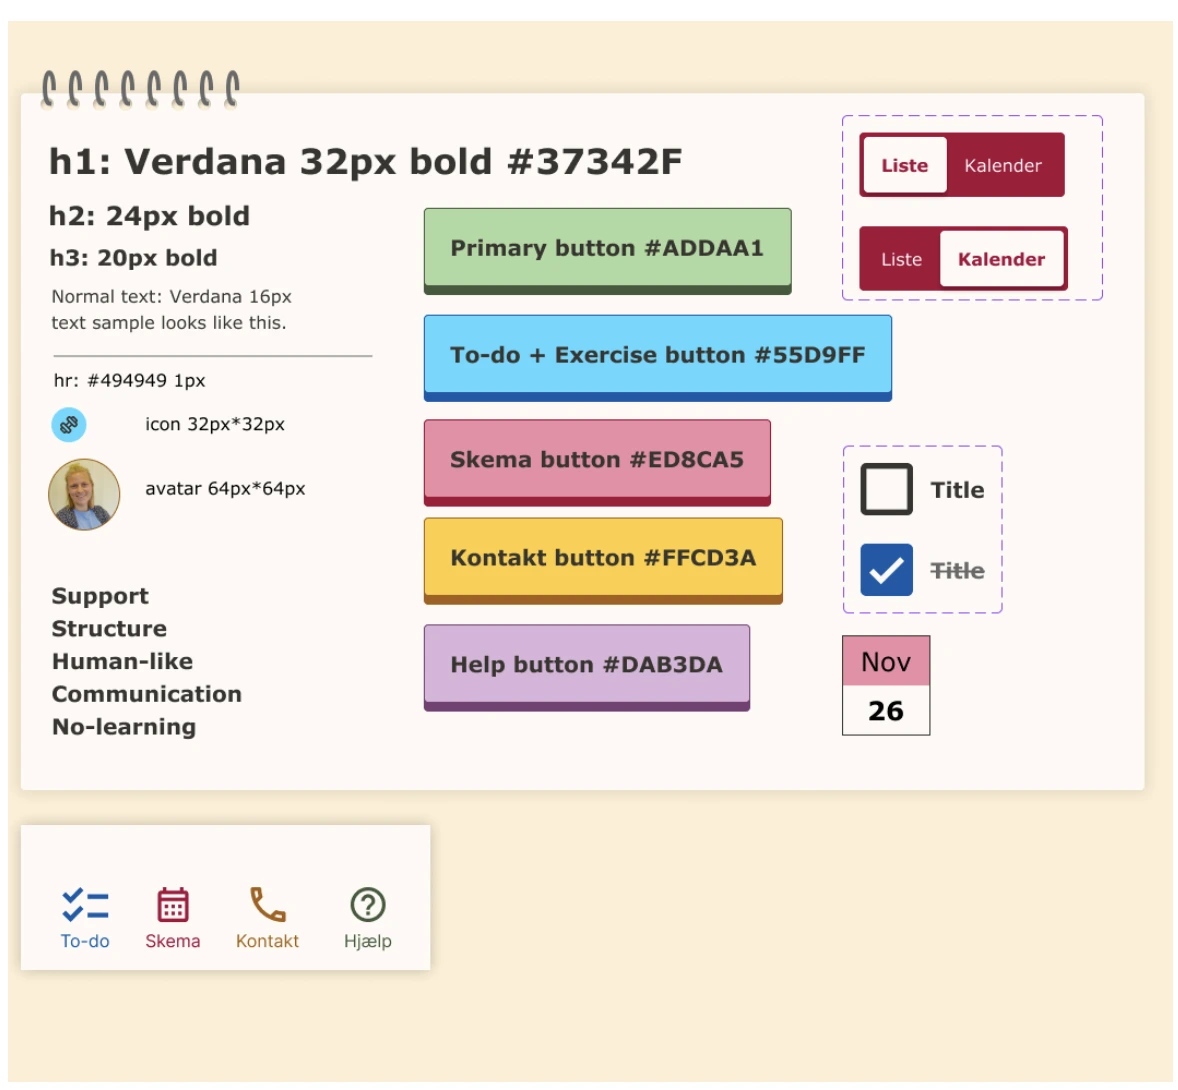 h1: Verdana 32px bold #37342F
h2: 24px bold
h3: 20px bold
Normal text: Verdana 16px
text sample looks like this.
hr: #494949 1px
icon 32px*32px
avatar 64px*64px
Support
Structure
Human-like
Communication
No-learning
Primary button #ADDAA1
To-do + Exercise button #55D9FF
Skema button #ED8CA5
Kontakt button #FFCD3A
Help button #DAB3DA
Liste Kalender
Liste Kalender
Title
Title
Nov
26
To-do Skema Kontakt Hjælp